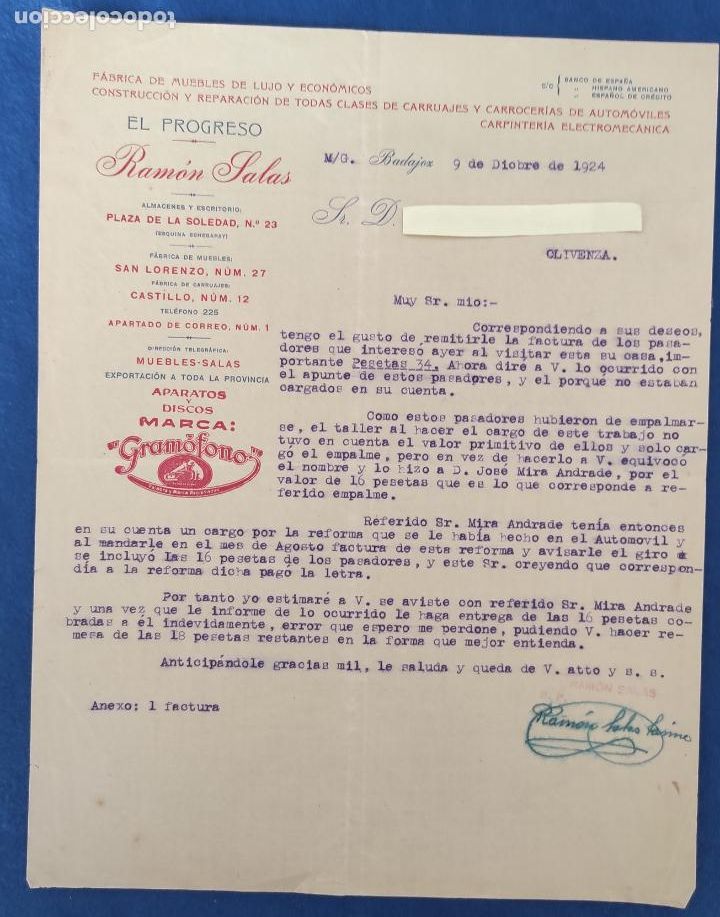 todocoleccion
FÁBRICA DE MUEBLES DE LUJO Y ECONÓMICOS
CONSTRUCCIÓN Y REPARACIÓN DE TODAS CLASES DE CARRUAJES Y CARROCERÍAS DE AUTOMÓVILES
CARPINTERÍA ELECTROMECÁNICA
C/C { BANCO DE ESPAÑA
" HISPANO AMERICANO
" ESPAÑOL DE CRÉDITO
EL PROGRESO
Ramón Salas
ALMACENES Y ESCRITORIO:
PLAZA DE LA SOLEDAD, N.º 23
(ESQUINA ECHEGARAY)
FÁBRICA DE MUEBLES:
SAN LORENZO, NÚM. 27
FÁBRICA DE CARRUAJES:
CASTILLO, NÚM. 12
TELÉFONO 225
APARTADO DE CORREO, NÚM. 1
DIRECCIÓN TELEGRÁFICA:
MUEBLES-SALAS
EXPORTACIÓN A TODA LA PROVINCIA
APARATOS
Y
DISCOS
MARCA:
"Gramófono"
M/G. Badajoz 9 de Diobre de 1924
Sr. D.
OLIVENZA.
Muy Sr. mio:-
Correspondiendo a sus deseos,
tengo el gusto de remitirle la factura de los pasa-
dores que intereso ayer al visitar esta su casa, im-
portante Pesetas 34. Ahora diré a V. lo ocurrido con
el apunte de estos pasadores, y el porqué no estaban
cargados en su cuenta.
Como estos pasadores hubieron de empalmar-
se, el taller al hacer el cargo de este trabajo no
tuvo en cuenta el valor primitivo de ellos y solo car-
gó el empalme, pero en vez de hacerlo a V. equivoco
el nombre y lo hizo a D. José Mira Andrade, por el
valor de 16 pesetas que es lo que corresponde a re-
ferido empalme.
Referido Sr. Mira Andrade tenía entonces
en su cuenta un cargo por la reforma que se le había hecho en el Automovil y
al mandarle en el mes de Agosto factura de esta reforma y avisarle el giro
se incluyó las 16 pesetas de los pasadores, y este Sr. creyendo que correspon-
día a la reforma dicha pagó la letra.
Por tanto yo estimaré a V. se aviste con referido Sr. Mira Andrade
y una vez que le informe de lo ocurrido le haga entrega de las 16 pesetas co-
bradas a él indevidamente, error que espero me perdone, pudiendo V. hacer re-
mesa de las 18 pesetas restantes en la forma que mejor entienda.
Anticipándole gracias mil, le saluda y queda de V. atto y s. s.
RAMÓN SALAS
Anexo: 1 factura
Ramón Salas